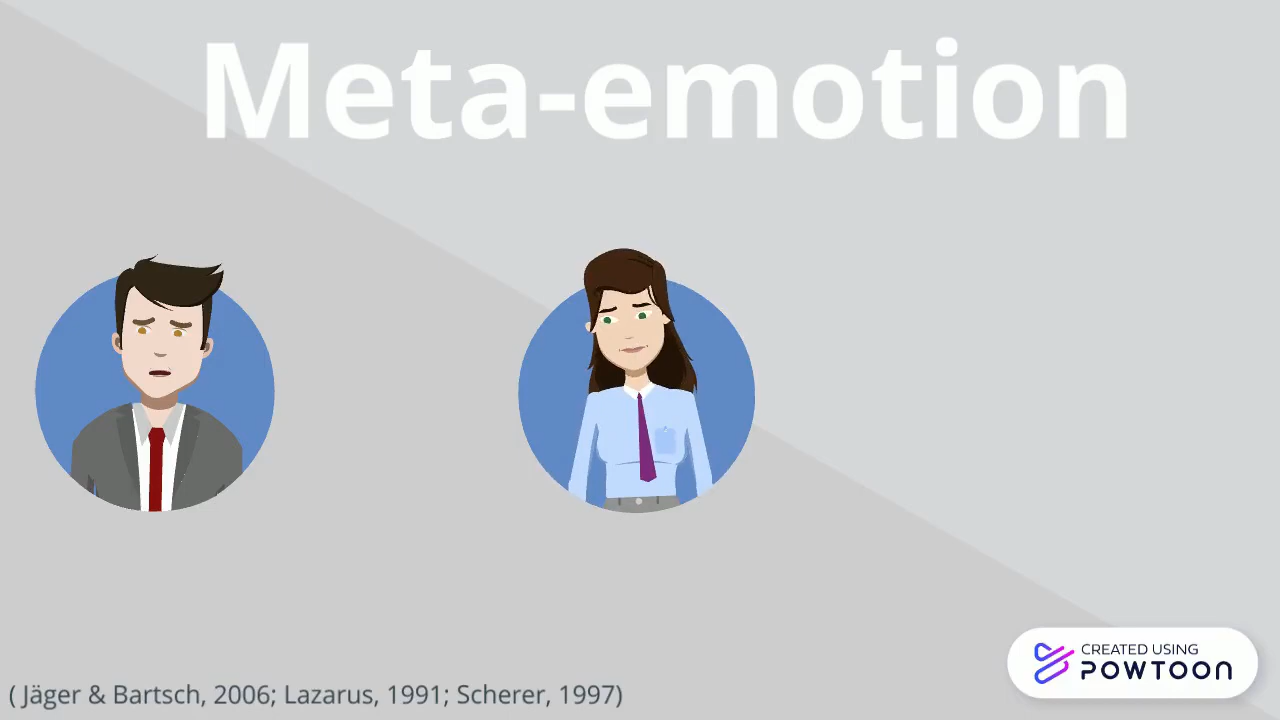 Meta-emotion
CREATED USING
POWTOON
( Jäger & Bartsch, 2006; Lazarus, 1991; Scherer, 1997)